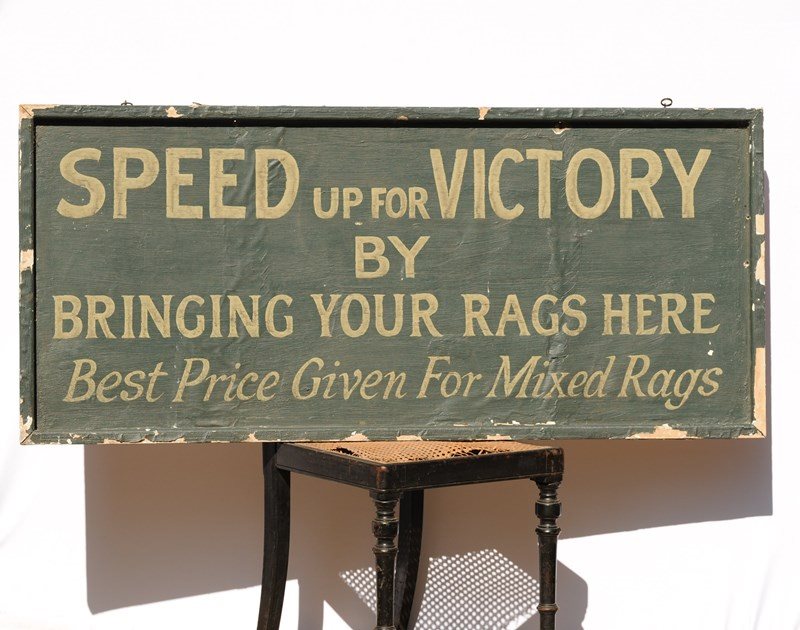 SPEED UP FOR VICTORY
BY
BRINGING YOUR RAGS HERE
Best Price Given For Mixed Rags